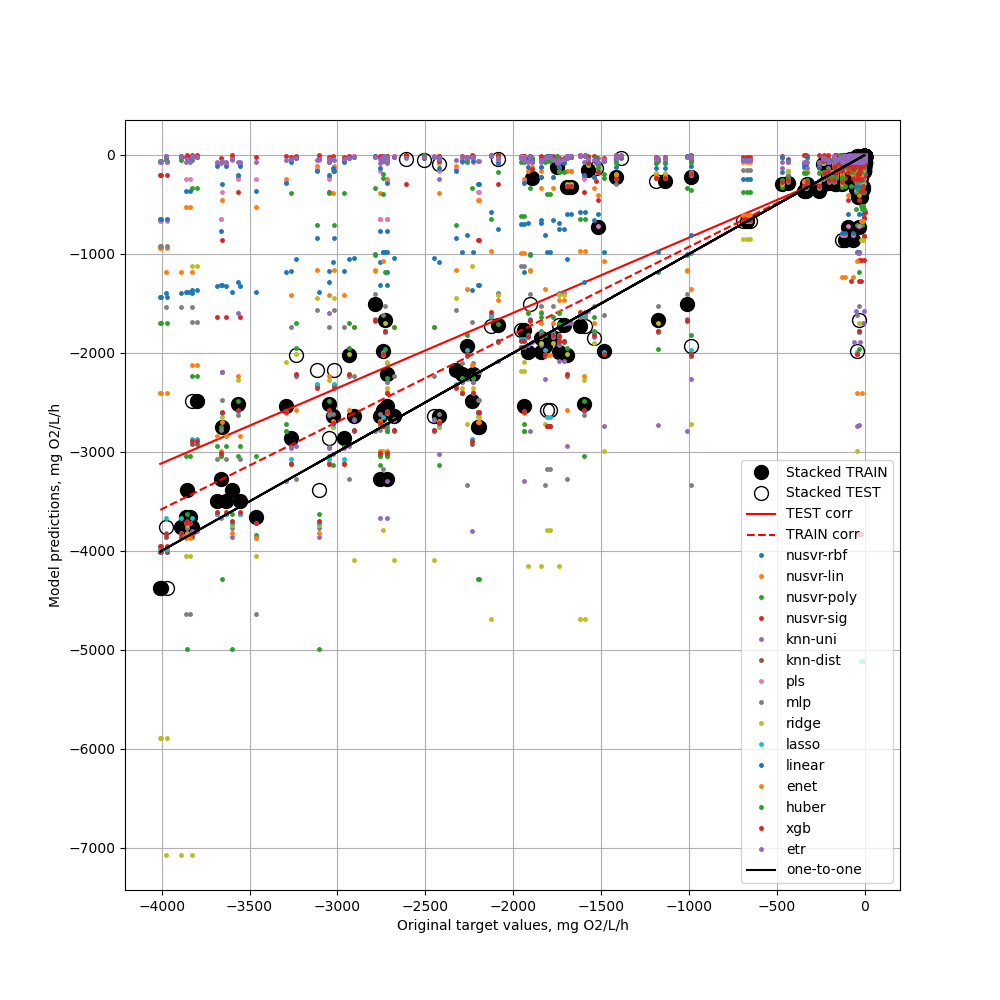 0
−1000
−2000
−3000
−4000
−5000
−6000
−7000
Model predictions, mg O2/L/h
−4000 −3500 −3000 −2500 −2000 −1500 −1000 −500 0
Original target values, mg O2/L/h
Stacked TRAIN
Stacked TEST
TEST corr
TRAIN corr
nusvr-rbf
nusvr-lin
nusvr-poly
nusvr-sig
knn-uni
knn-dist
pls
mlp
ridge
lasso
linear
enet
huber
xgb
etr
one-to-one